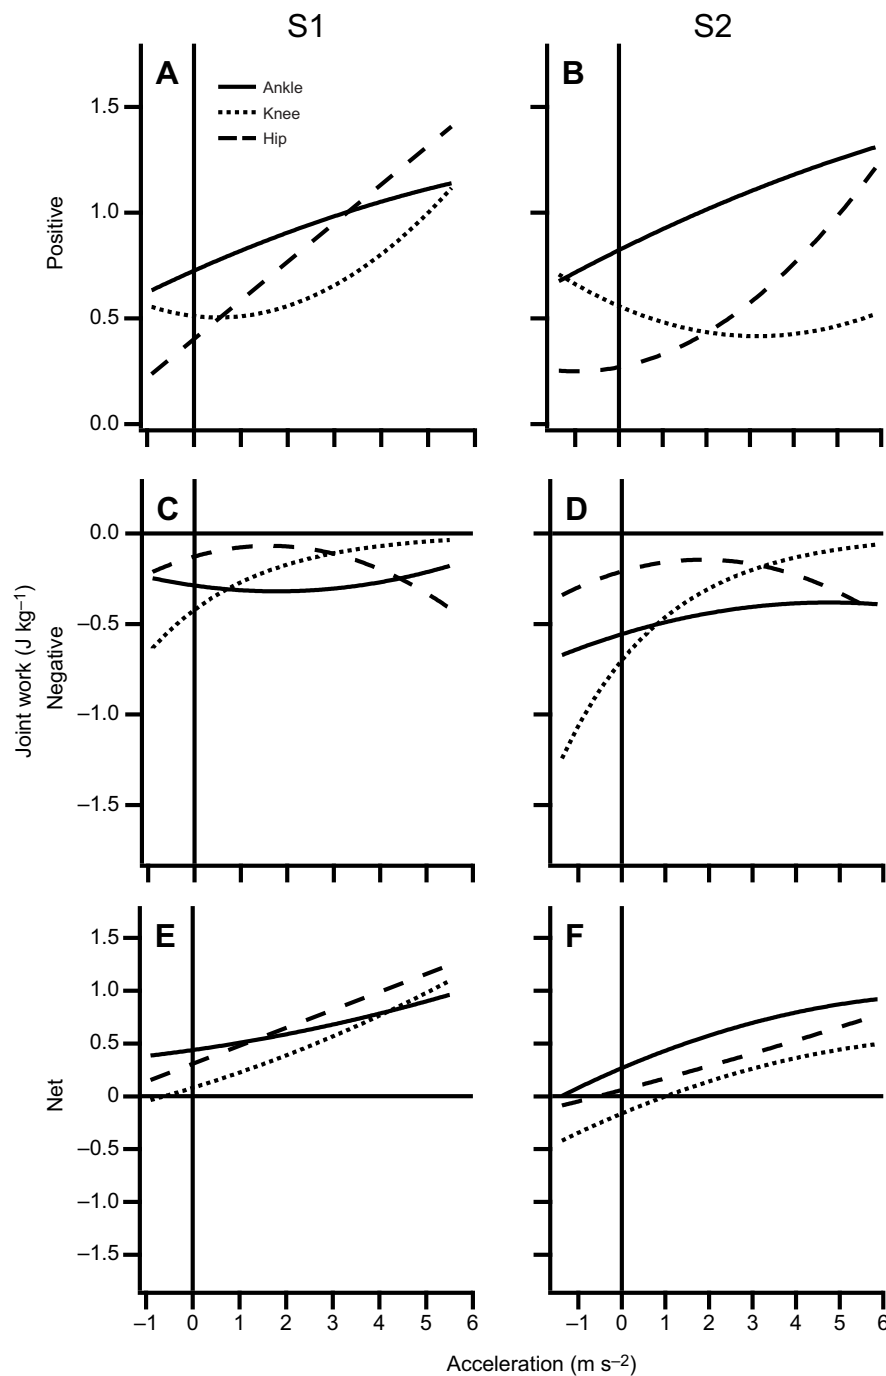 S1
S2
A
B
Ankle
Knee
Hip
1.5
1.0
0.5
0.0
Positive
C
D
0.0
–0.5
–1.0
–1.5
Joint work (J kg–1)
Negative
E
F
1.5
1.0
0.5
0
–0.5
–1.0
–1.5
Net
–1 0 1 2 3 4 5 6
–1 0 1 2 3 4 5 6
Acceleration (m s–2)